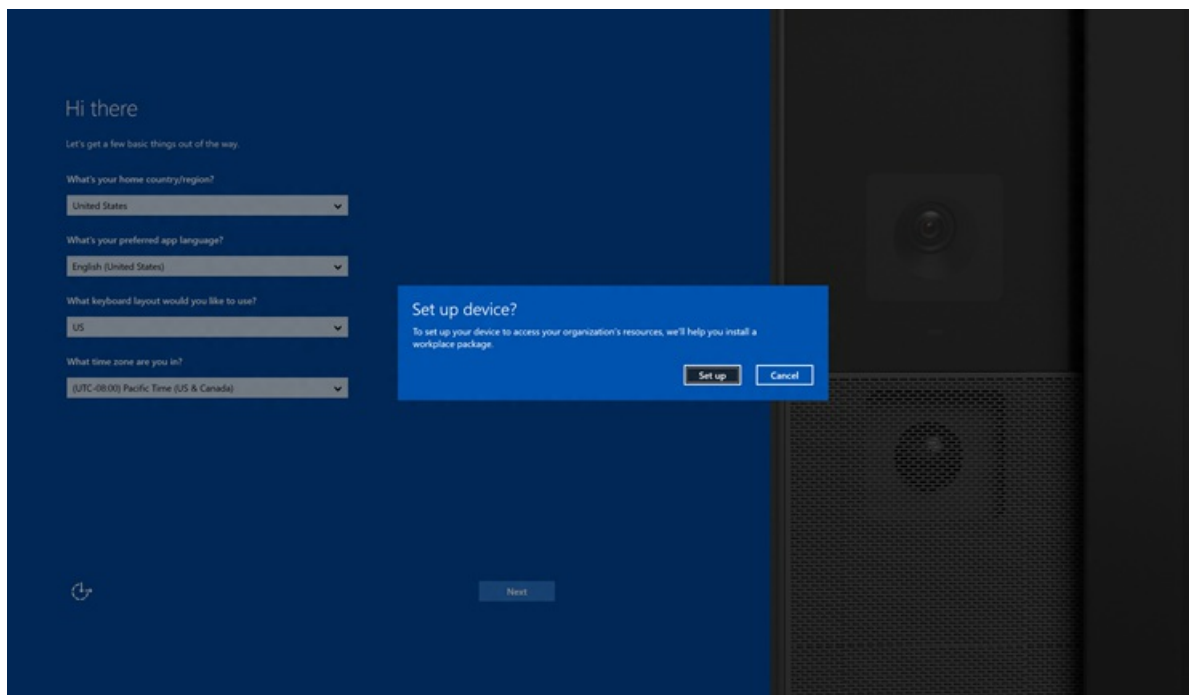 Hi there
Let's get a few basic things out of the way.
What's your home country/region?
United States
What's your preferred app language?
English (United States)
What keyboard layout would you like to use?
US
What time zone are you in?
(UTC-08:00) Pacific Time (US & Canada)
Set up device?
To set up your device to access your organization's resources, we'll help you install a
workplace package.
Set up Cancel
Next